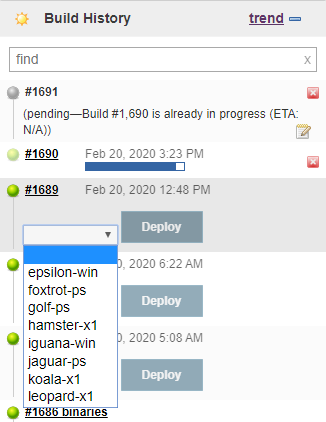 Build History
trend
find
x
#1691
(pending—Build #1,690 is already in progress (ETA:
N/A))
#1690
Feb 20, 2020 3:23 PM
#1689
Feb 20, 2020 12:48 PM
Deploy
0, 2020 6:22 AM
epsilon-win
foxtrot-ps
golf-ps
Deploy
hamster-x1
0, 2020 5:08 AM
iguana-win
jaguar-ps
koala-x1
Deploy
leopard-x1
#1686 binaries